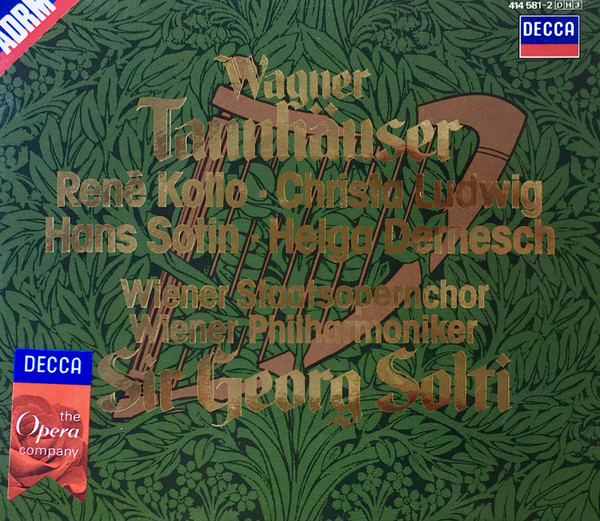 ADRM
414 581-2 DH3
DECCA
Wagner
Tannhäuser
René Kollo · Christa Ludwig
Hans Sotin · Helga Dernesch
Wiener Staatsopernchor
Wiener Philharmoniker
Sir Georg Solti
DECCA
the
Opera
company